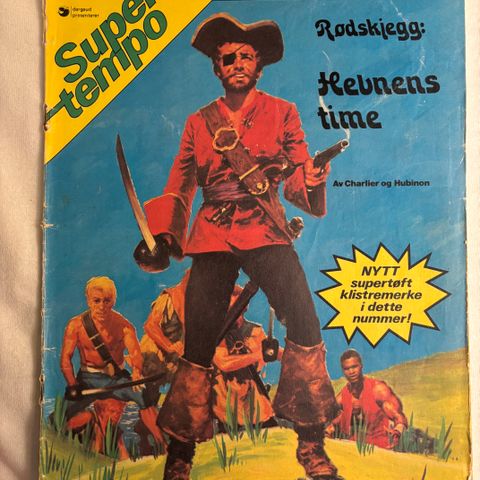 dargaud
presenterer
Super
tempo
Rødskjegg:
Hevnens
time
Av Charlier og Hubinon
NYTT
supertøft
klistremerke
i dette
nummer!